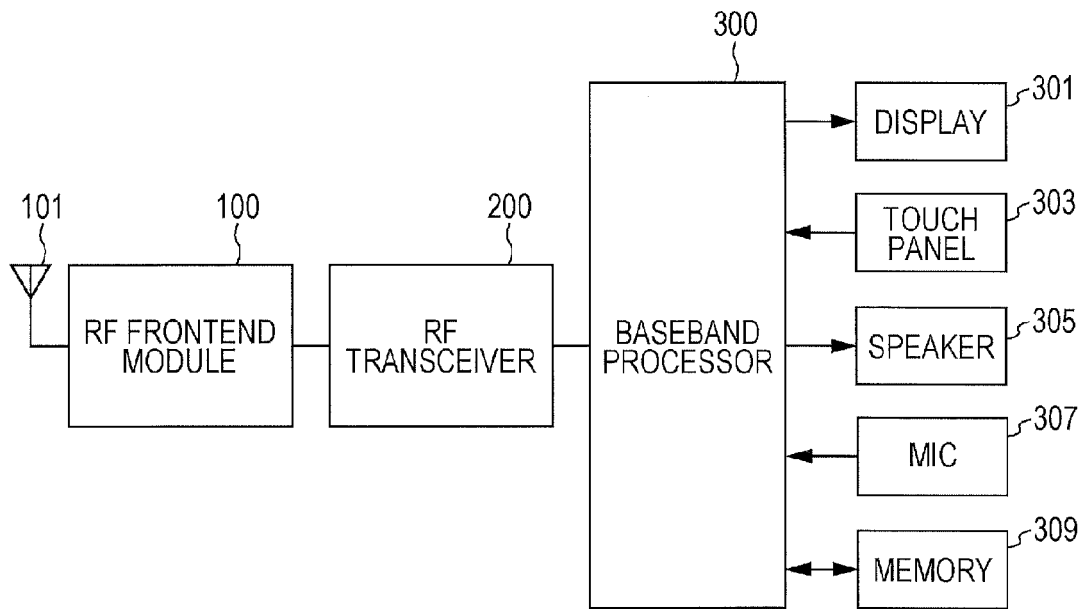 300
301
DISPLAY
101
100
200
303
TOUCH
PANEL
RF FRONTEND
MODULE
RF
TRANSCEIVER
BASEBAND
PROCESSOR
305
SPEAKER
307
MIC
309
MEMORY